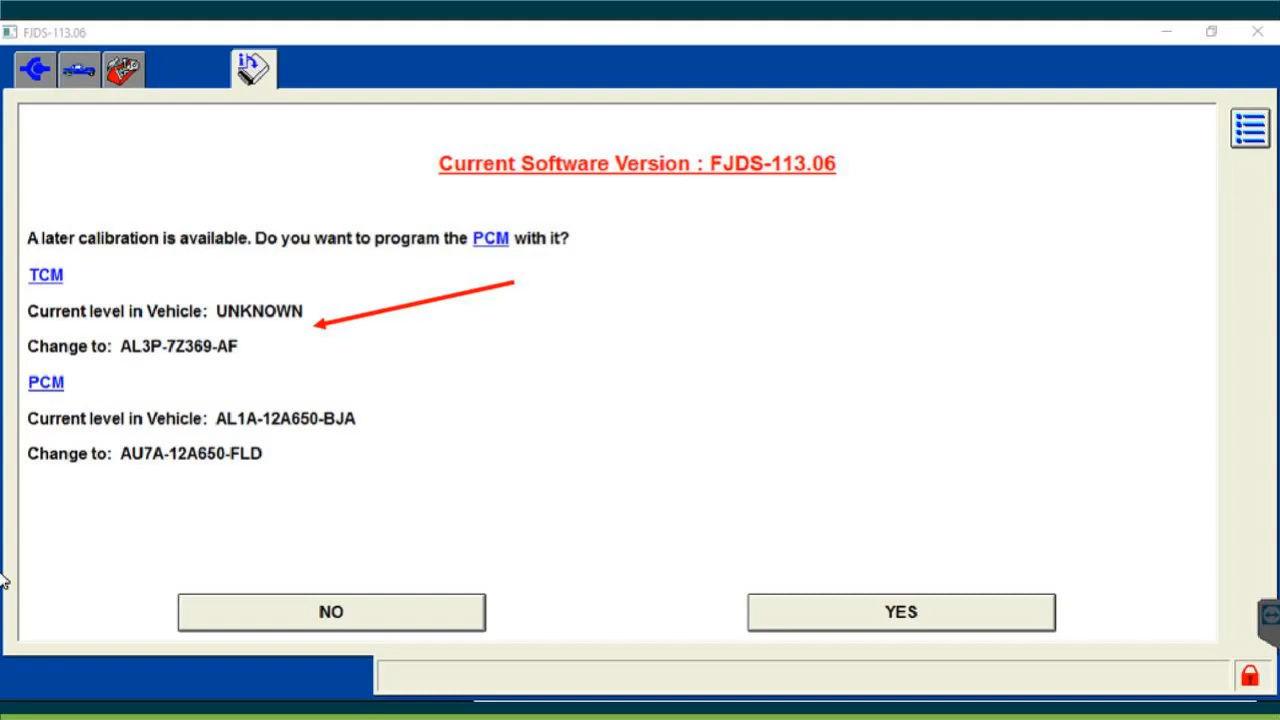 FJDS-113.06
Current Software Version : FJDS-113.06
A later calibration is available. Do you want to program the PCM with it?
TCM
Current level in Vehicle: UNKNOWN
Change to: AL3P-7Z369-AF
PCM
Current level in Vehicle: AL1A-12A650-BJA
Change to: AU7A-12A650-FLD
NO YES